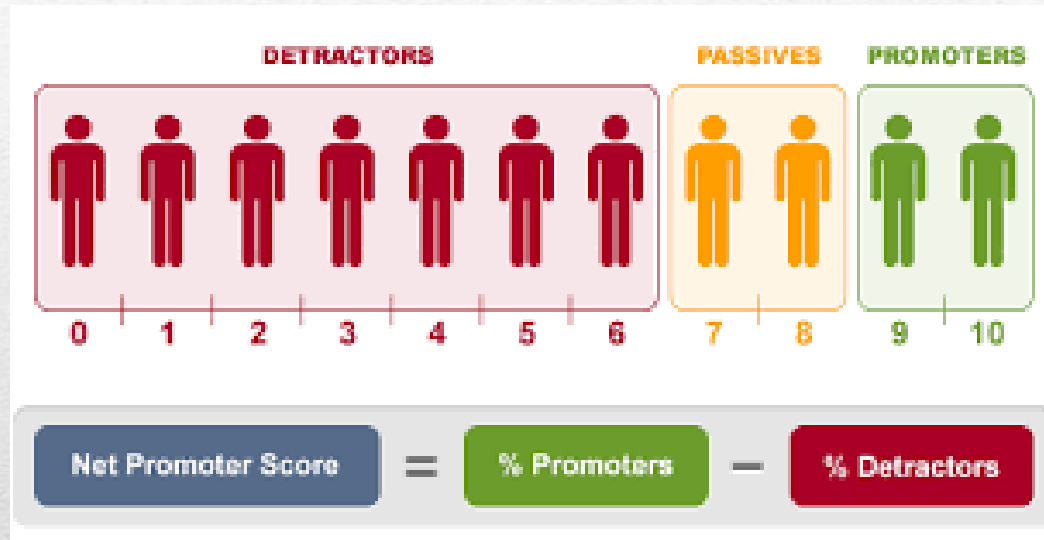 DETRACTORS PASSIVES PROMOTERS
0 1 2 3 4 5 6 7 8 9 10
Net Promoter Score = % Promoters − % Detractors